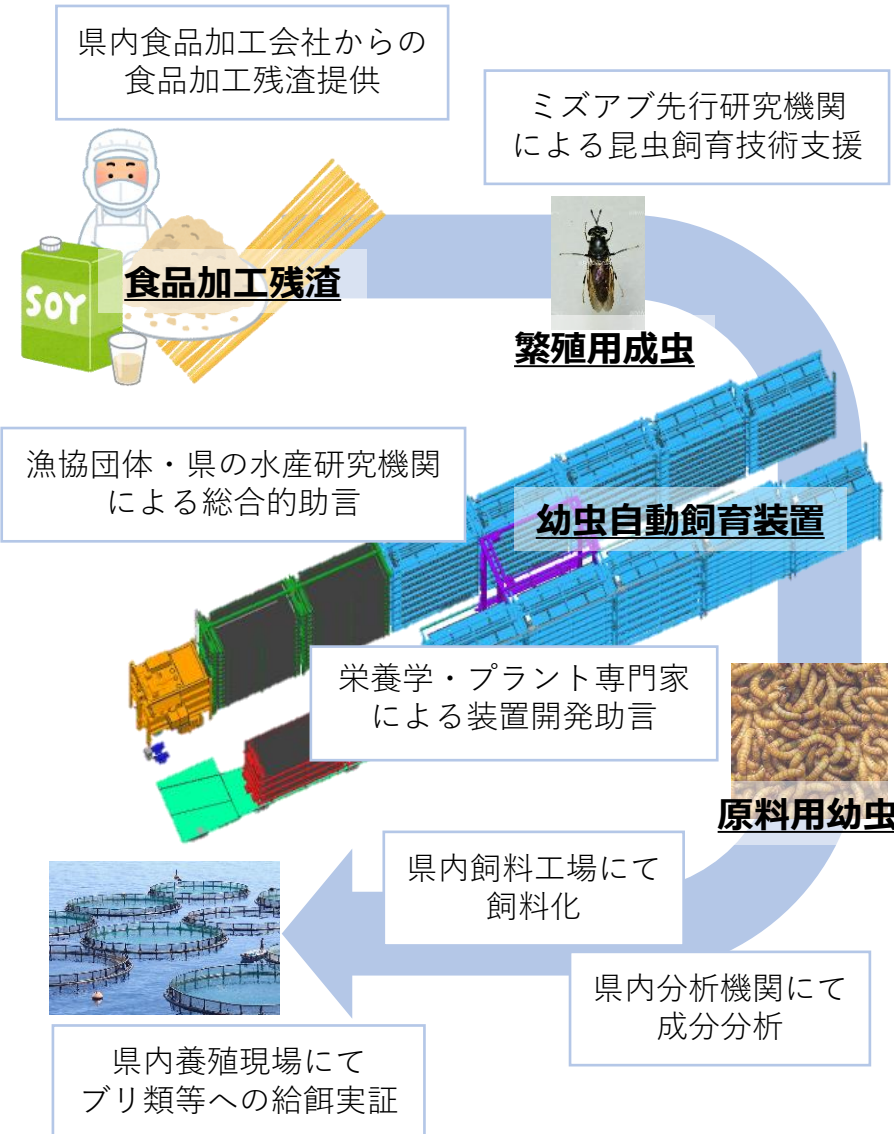 県内食品加工会社からの
食品加工残渣提供
ミズアブ先行研究機関
による昆虫飼育技術支援
SOY
食品加工残渣
繁殖用成虫
漁協団体・県の水産研究機関
による総合的助言
幼虫自動飼育装置
栄養学・プラント専門家
による装置開発助言
原料用幼虫
県内飼料工場にて
飼料化
県内分析機関にて
成分分析
県内養殖現場にて
ブリ類等への給餌実証